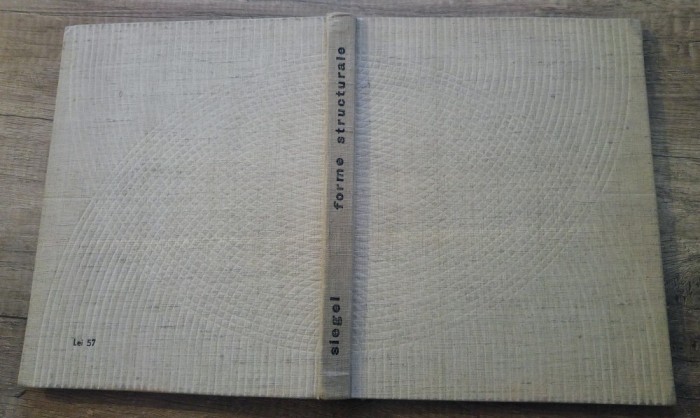 siegel forme structurale
Lei 57